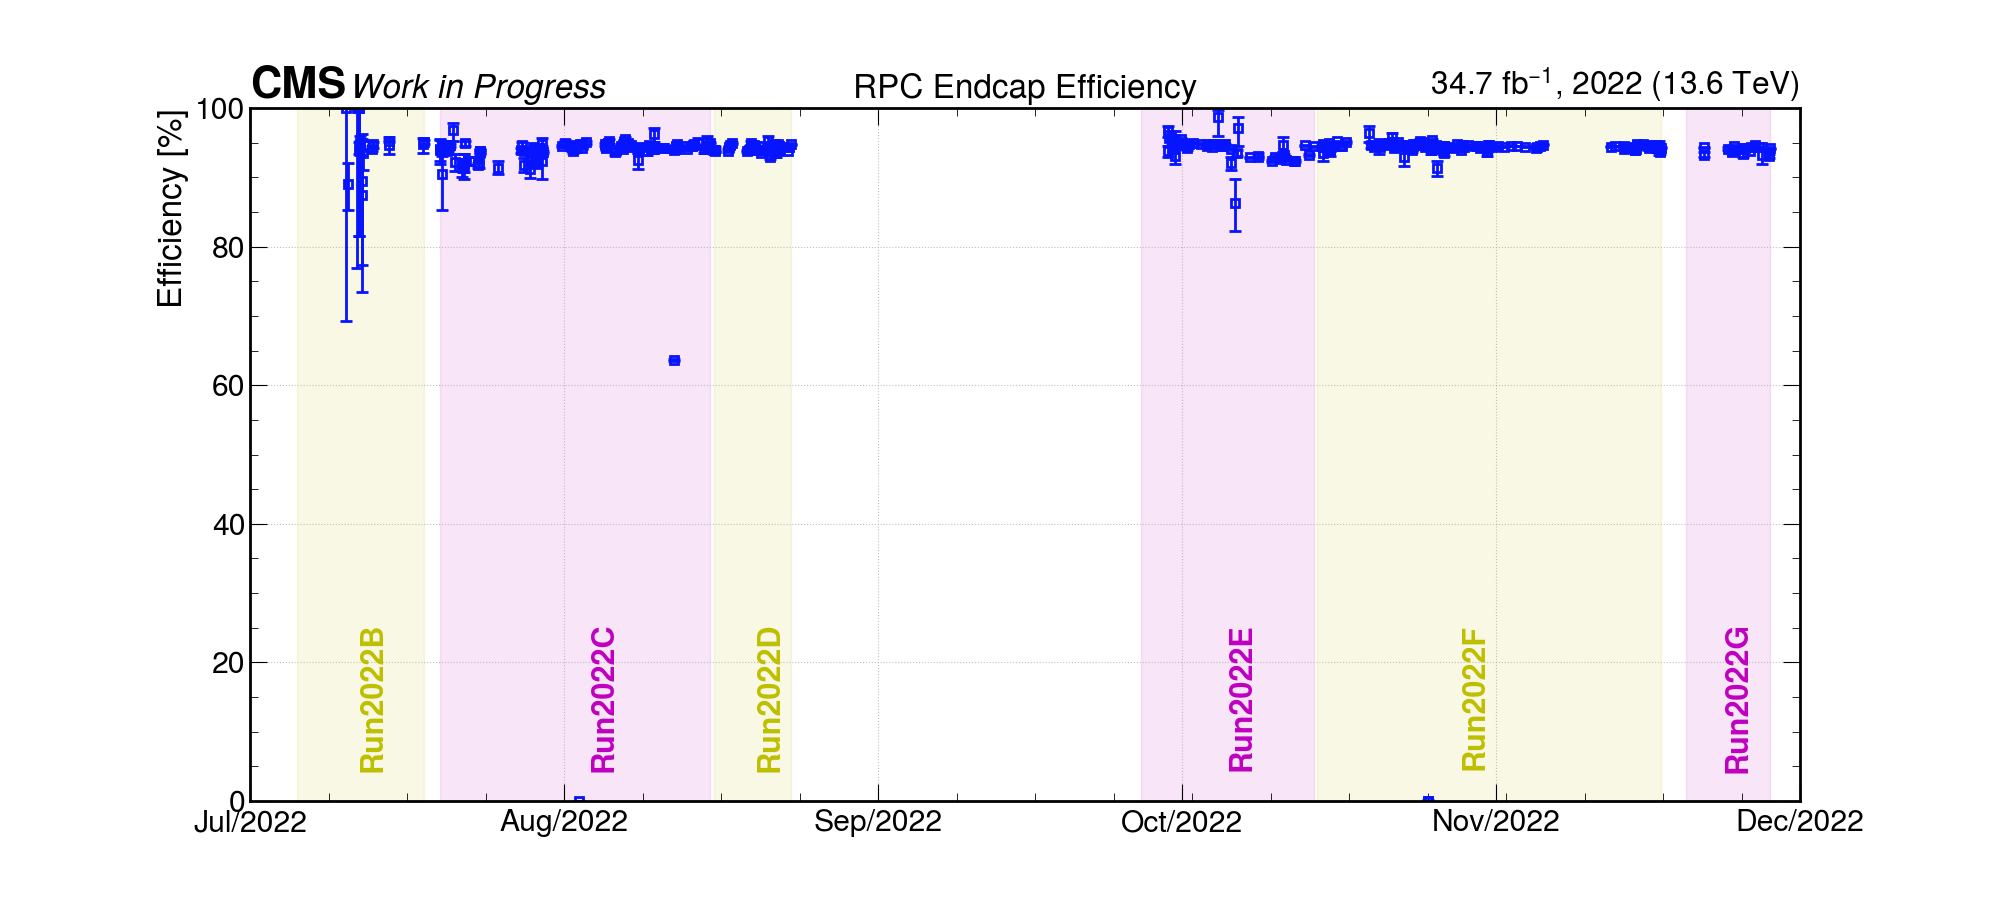 CMS Work in Progress RPC Endcap Efficiency 34.7 fb⁻¹, 2022 (13.6 TeV)
Efficiency [%]
100
80
60
40
20
0
Run2022B Run2022C Run2022D Run2022E Run2022F Run2022G
Jul/2022 Aug/2022 Sep/2022 Oct/2022 Nov/2022 Dec/2022